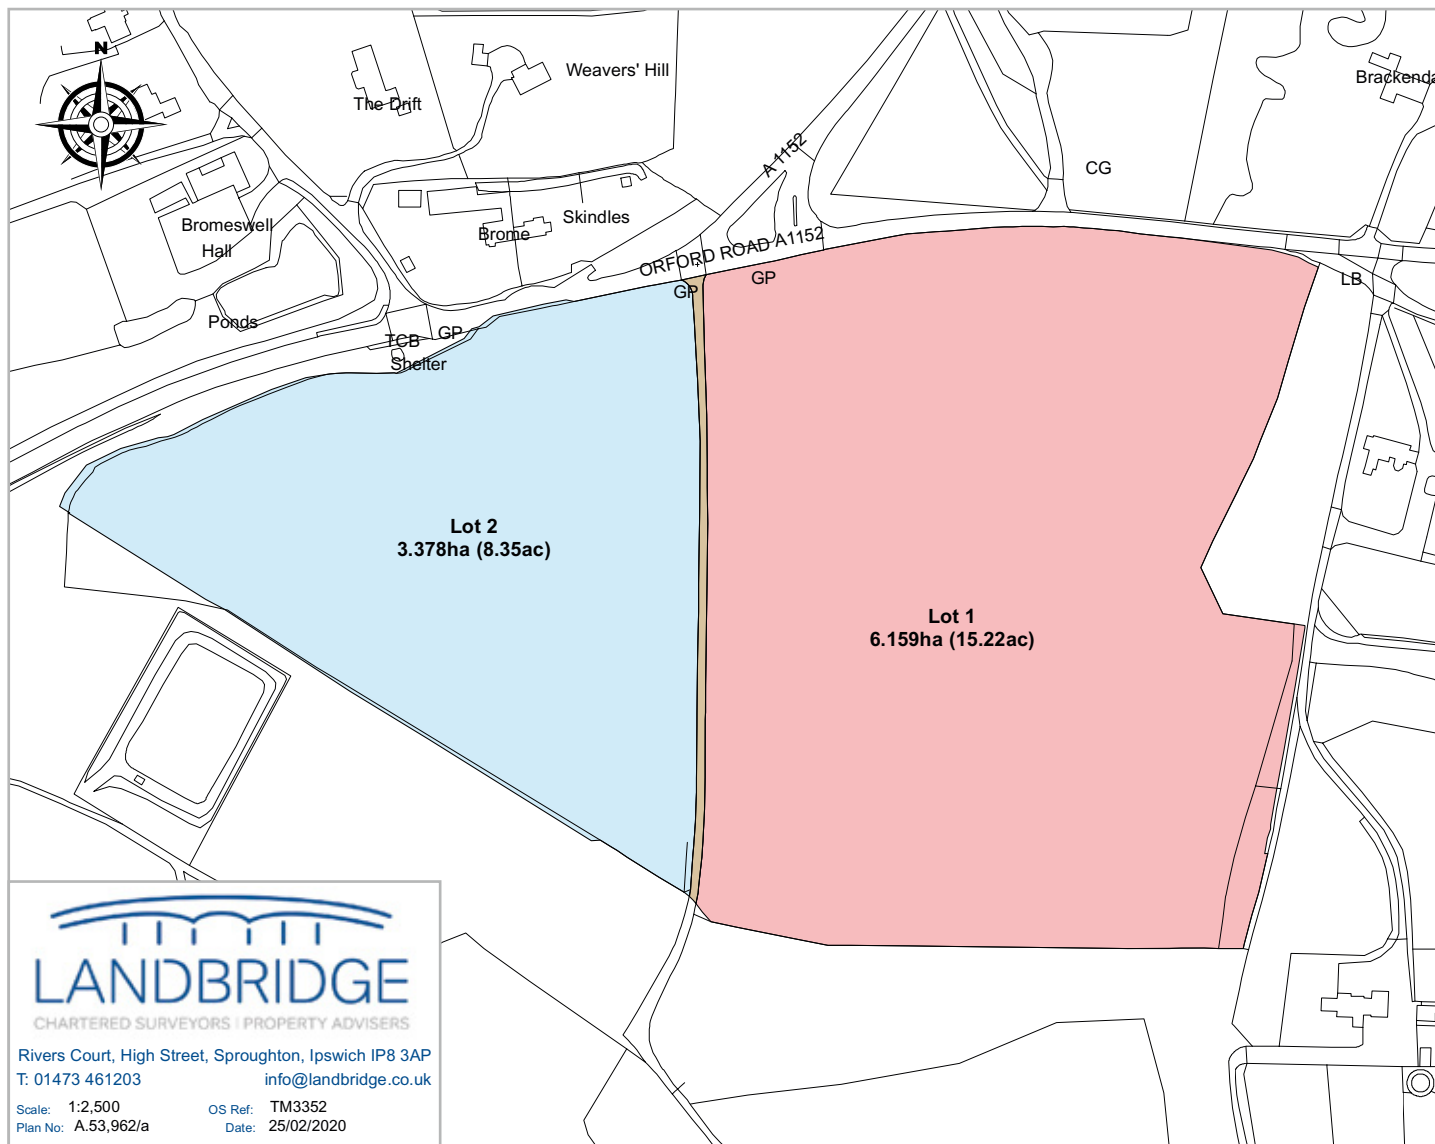 N
Weavers' Hill
The Drift
Brackenda
A 1152
CG
Bromeswell
Hall
Skindles
Brome
ORFORD ROAD A1152
GP
GP
LB
Ponds
TCB
GP
Shelter
Lot 2
3.378ha (8.35ac)
Lot 1
6.159ha (15.22ac)
LANDBRIDGE
CHARTERED SURVEYORS | PROPERTY ADVISERS
Rivers Court, High Street, Sproughton, Ipswich IP8 3AP
T: 01473 461203 info@landbridge.co.uk
Scale: 1:2,500 OS Ref: TM3352
Plan No: A.53,962/a Date: 25/02/2020